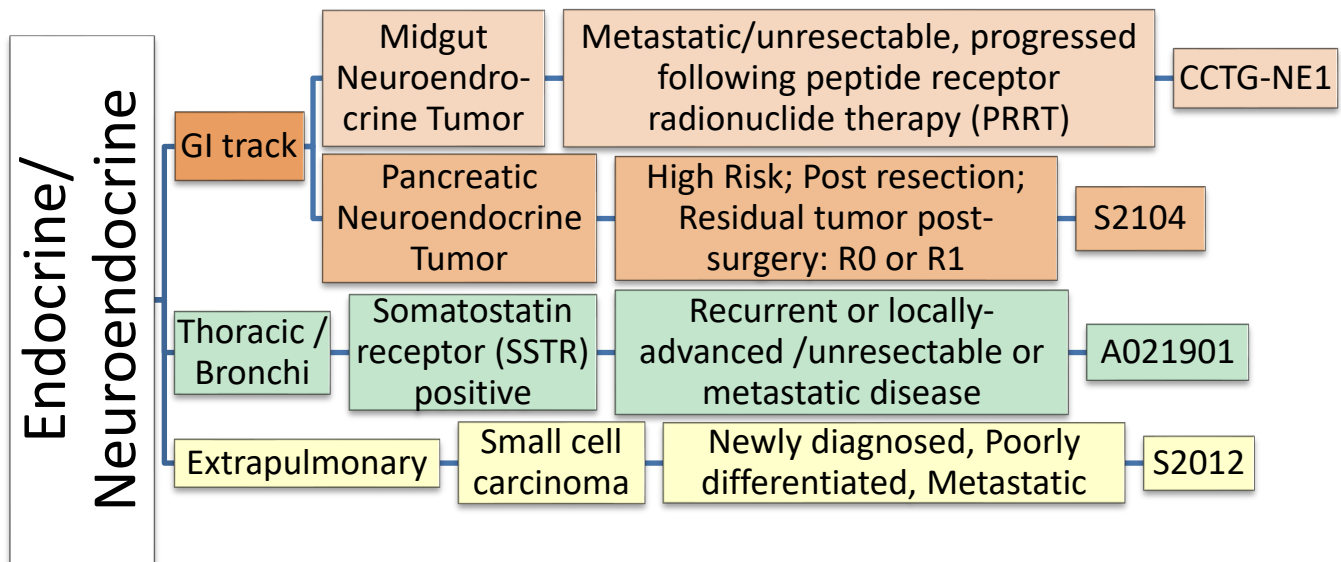 Endocrine/
Neuroendocrine
GI track
Midgut
Neuroendro-
crine Tumor
Metastatic/unresectable, progressed
following peptide receptor
radionuclide therapy (PRRT)
CCTG-NE1
Pancreatic
Neuroendocrine
Tumor
High Risk; Post resection;
Residual tumor post-
surgery: R0 or R1
S2104
Thoracic /
Bronchi
Somatostatin
receptor (SSTR)
positive
Recurrent or locally-
advanced /unresectable or
metastatic disease
A021901
Extrapulmonary
Small cell
carcinoma
Newly diagnosed, Poorly
differentiated, Metastatic
S2012